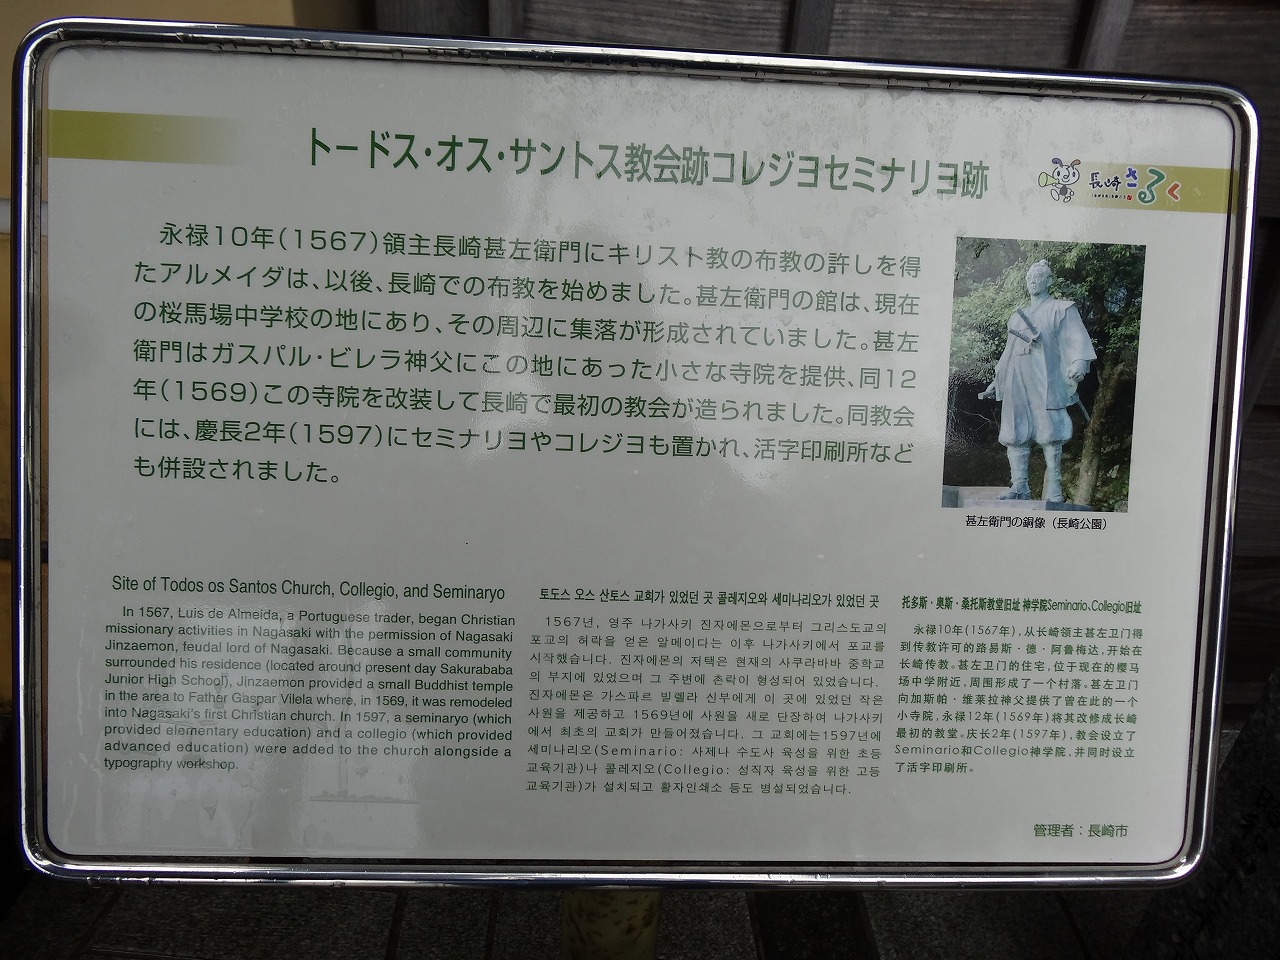 トードス・オス・サントス教会跡コレジヨセミナリヨ跡
長崎さるく
永禄10年(1567)領主長崎甚左衛門にキリスト教の布教の許しを得
たアルメイダは、以後、長崎での布教を始めました。甚左衛門の館は、現在
の桜馬場中学校の地にあり、その周辺に集落が形成されていました。甚左
衛門はガスパル・ビレラ神父にこの地にあった小さな寺院を提供、同12
年(1569)この寺院を改装して長崎で最初の教会が造られました。同教会
には、慶長2年(1597)にセミナリヨやコレジヨも置かれ、活字印刷所など
も併設されました。
甚左衛門の銅像(長崎公園)
Site of Todos os Santos Church, Collegio, and Seminaryo
In 1567, Luis de Almeida, a Portuguese trader, began Christian
missionary activities in Nagasaki with the permission of Nagasaki
Jinzaemon, feudal lord of Nagasaki. Because a small community
surrounded his residence (located around present day Sakurababa
Junior High School), Jinzaemon provided a small Buddhist temple
in the area to Father Gaspar Vilela where, in 1569, it was remodeled
into Nagasaki's first Christian church. In 1597, a seminaryo (which
provided elementary education) and a collegio (which provided
advanced education) were added to the church alongside a
typography workshop.
토도스 오스 산토스 교회가 있었던 곳 콜레지오와 세미나리오가 있었던 곳
1567년, 영주 나가사키 진자에몬으로부터 그리스도교의
포교의 허락을 얻은 알메이다는 이후 나가사키에서 포교를
시작했습니다. 진자에몬의 저택은 현재의 사쿠라바바 중학교
의 부지에 있었으며 그 주변에 촌락이 형성되어 있었습니다.
진자에몬은 가스파르 빌렐라 신부에게 이 곳에 있었던 작은
사원을 제공하고 1569년에 사원을 새로 단장하여 나가사키
에서 최초의 교회가 만들어졌습니다. 그 교회에는1597년에
세미나리오(Seminario: 사제나 수도사 육성을 위한 초등
교육기관)나 콜레지오(Collegio: 성직자 육성을 위한 고등
교육기관)가 설치되고 활자인쇄소 등도 병설되었습니다.
托多斯・奥斯・桑托斯教堂旧址 神学院Seminario、Collegio旧址
永禄10年(1567年),从长崎领主甚左卫门得
到传教许可的路易斯・德・阿鲁梅达,开始在
长崎传教。甚左卫门的住宅,位于现在的樱马
场中学附近,周围形成了一个村落。甚左卫门
向加斯帕・维莱拉神父提供了曾在此的一个
小寺院,永禄12年(1569年)将其改修成长崎
最初的教堂。庆长2年(1597年),教会设立了
Seminario和Collegio神学院,并同时设立
了活字印刷所。
管理者：長崎市